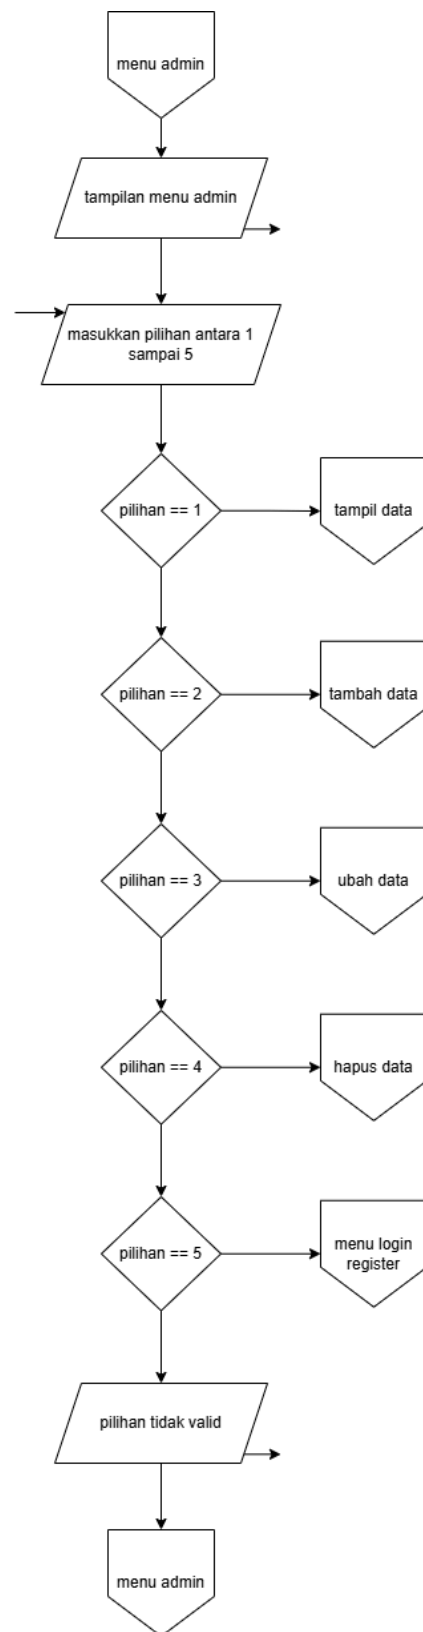 menu admin
tampilan menu admin
masukkan pilihan antara 1
sampai 5
pilihan == 1
tampil data
pilihan == 2
tambah data
pilihan == 3
ubah data
pilihan == 4
hapus data
pilihan == 5
menu login
register
pilihan tidak valid
menu admin